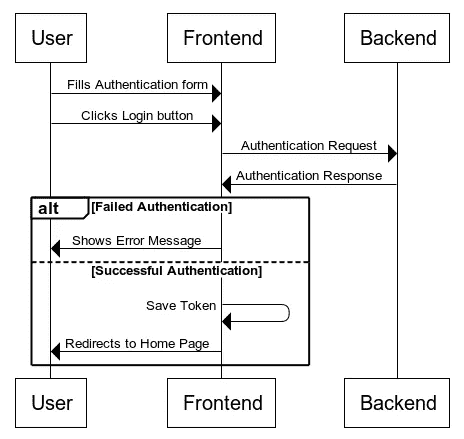 User
Frontend
Backend
Fills Authentication form
Clicks Login button
Authentication Request
Authentication Response
alt
[Failed Authentication]
Shows Error Message
[Successful Authentication]
Save Token
Redirects to Home Page
User
Frontend
Backend